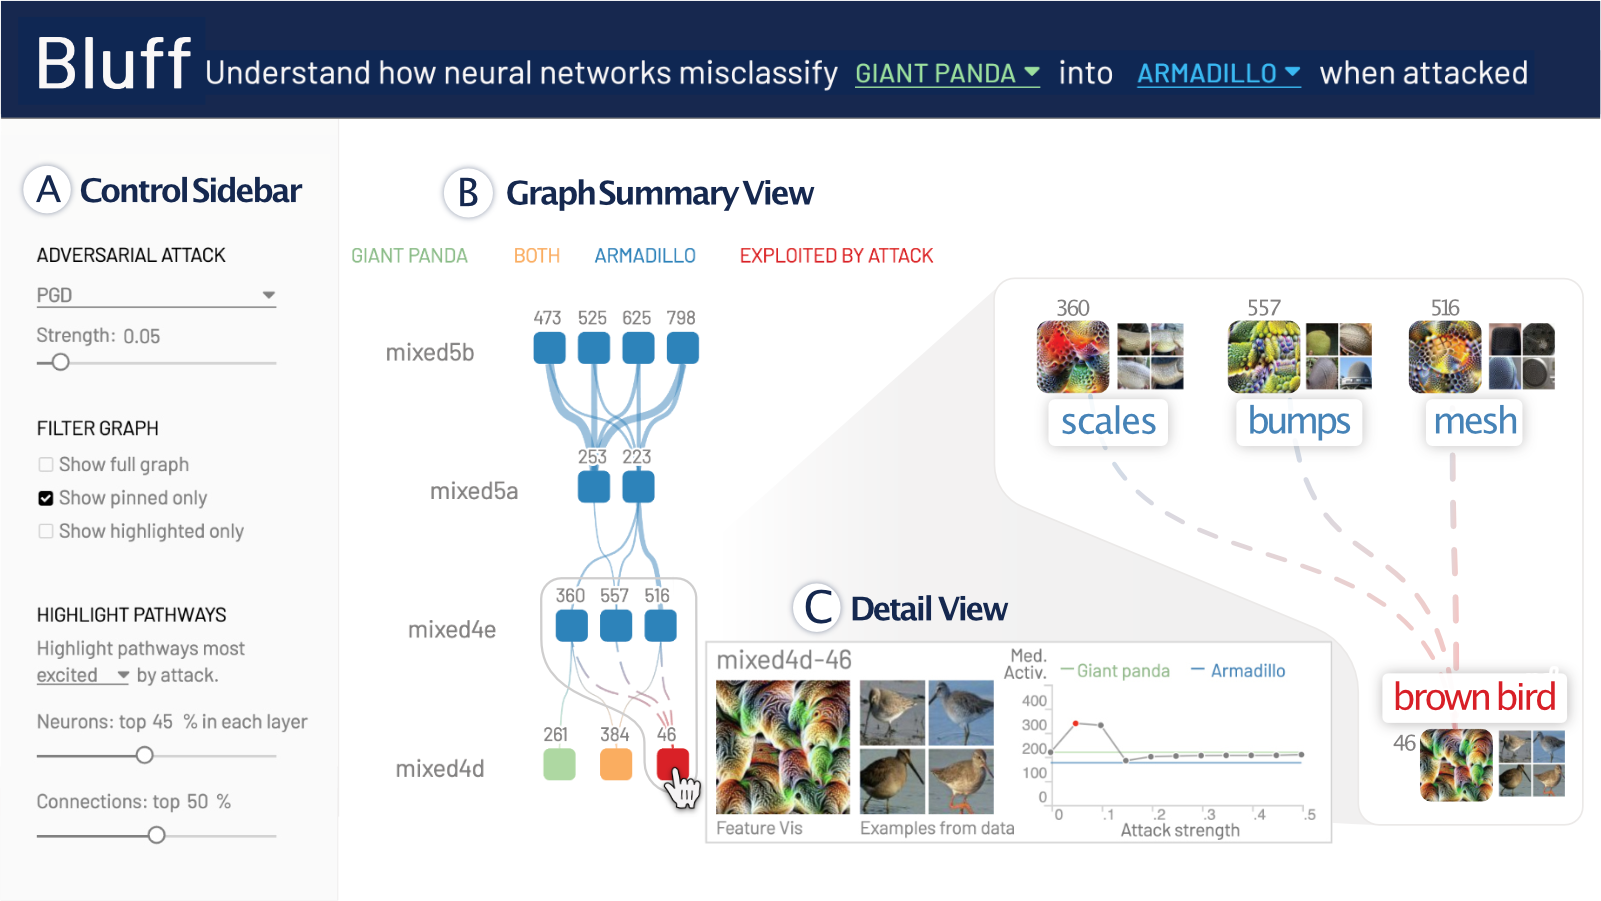 Bluff Understand how neural networks misclassify GIANT PANDA into ARMADILLO when attacked
A Control Sidebar
ADVERSARIAL ATTACK
PGD
Strength: 0.05
FILTER GRAPH
Show full graph
Show pinned only
Show highlighted only
HIGHLIGHT PATHWAYS
Highlight pathways most
excited by attack.
Neurons: top 45 % in each layer
Connections: top 50 %
B Graph Summary View
GIANT PANDA BOTH ARMADILLO EXPLOITED BY ATTACK
473 525 625 798
mixed5b
253 223
mixed5a
360 557 516
mixed4e
261 384 46
mixed4d
360 557 516
scales bumps mesh
brown bird
46
C Detail View
mixed4d-46
Feature Vis
Examples from data
Med.
Activ.
Giant panda Armadillo
400
300
200
100
0
0 .1 .2 .3 .4 .5
Attack strength